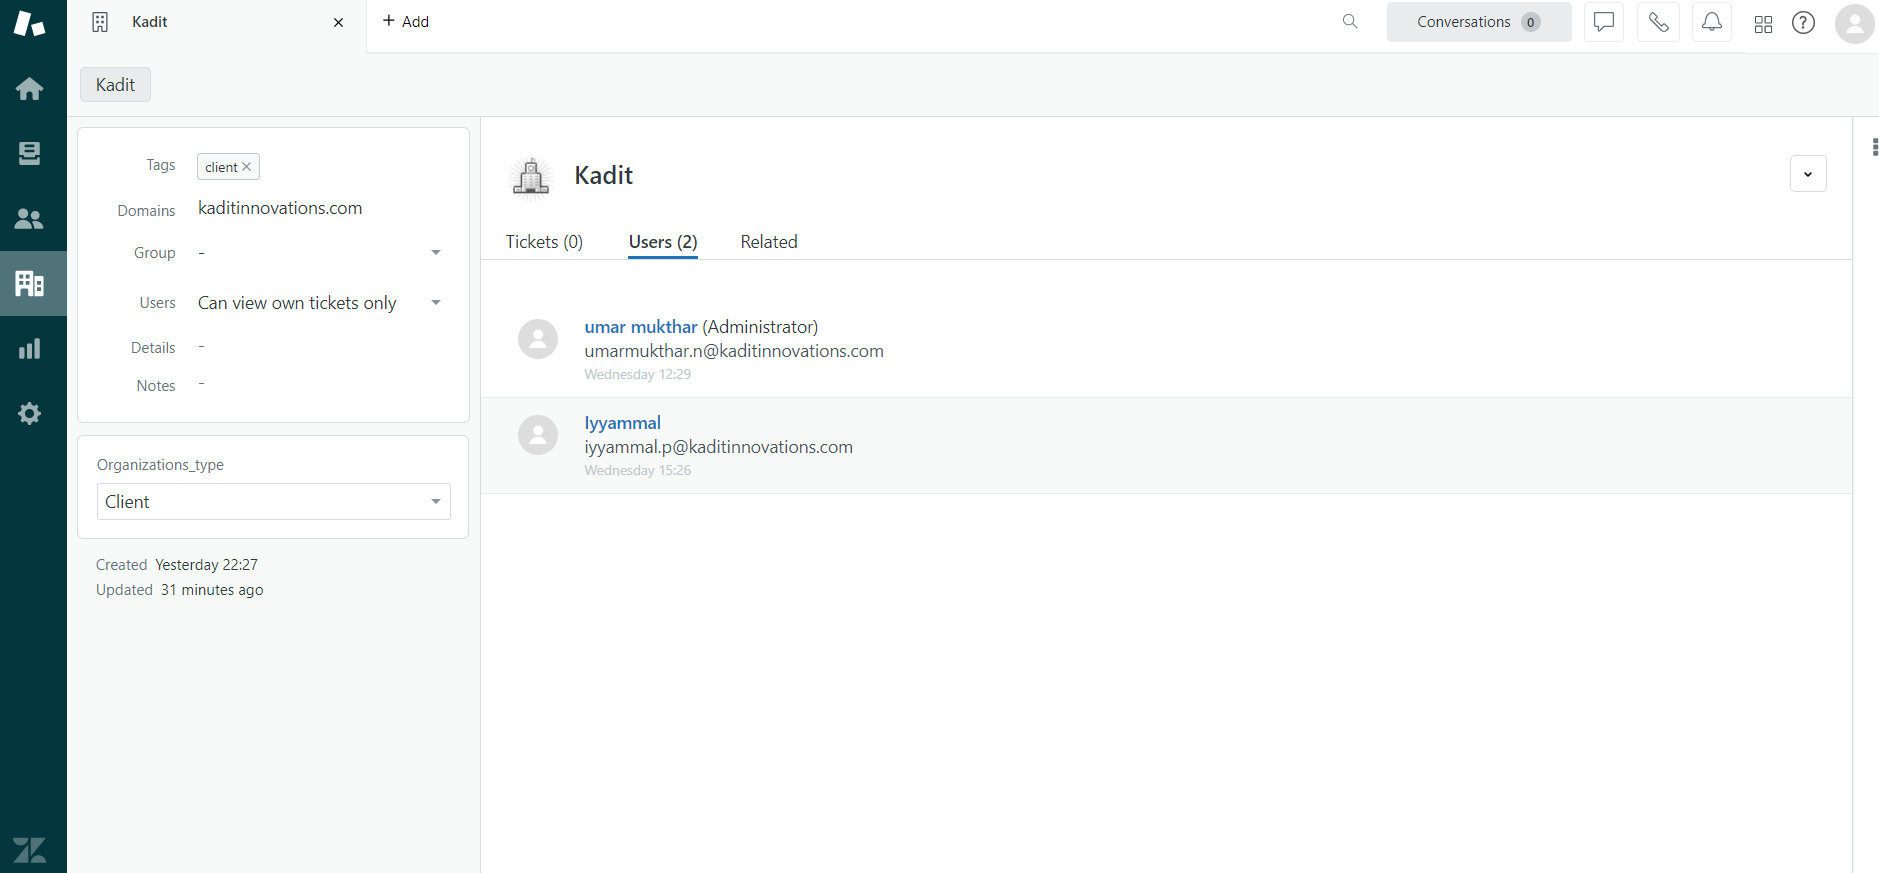 Kadit
+ Add
Conversations 0
Kadit
Tags client
Domains kaditinnovations.com
Group -
Users Can view own tickets only
Details -
Notes -
Organizations_type
Client
Created Yesterday 22:27
Updated 31 minutes ago
Kadit
Tickets (0) Users (2) Related
umar mukthar (Administrator)
umarmukthar.n@kaditinnovations.com
Wednesday 12:29
Iyyammal
iyyammal.p@kaditinnovations.com
Wednesday 15:26